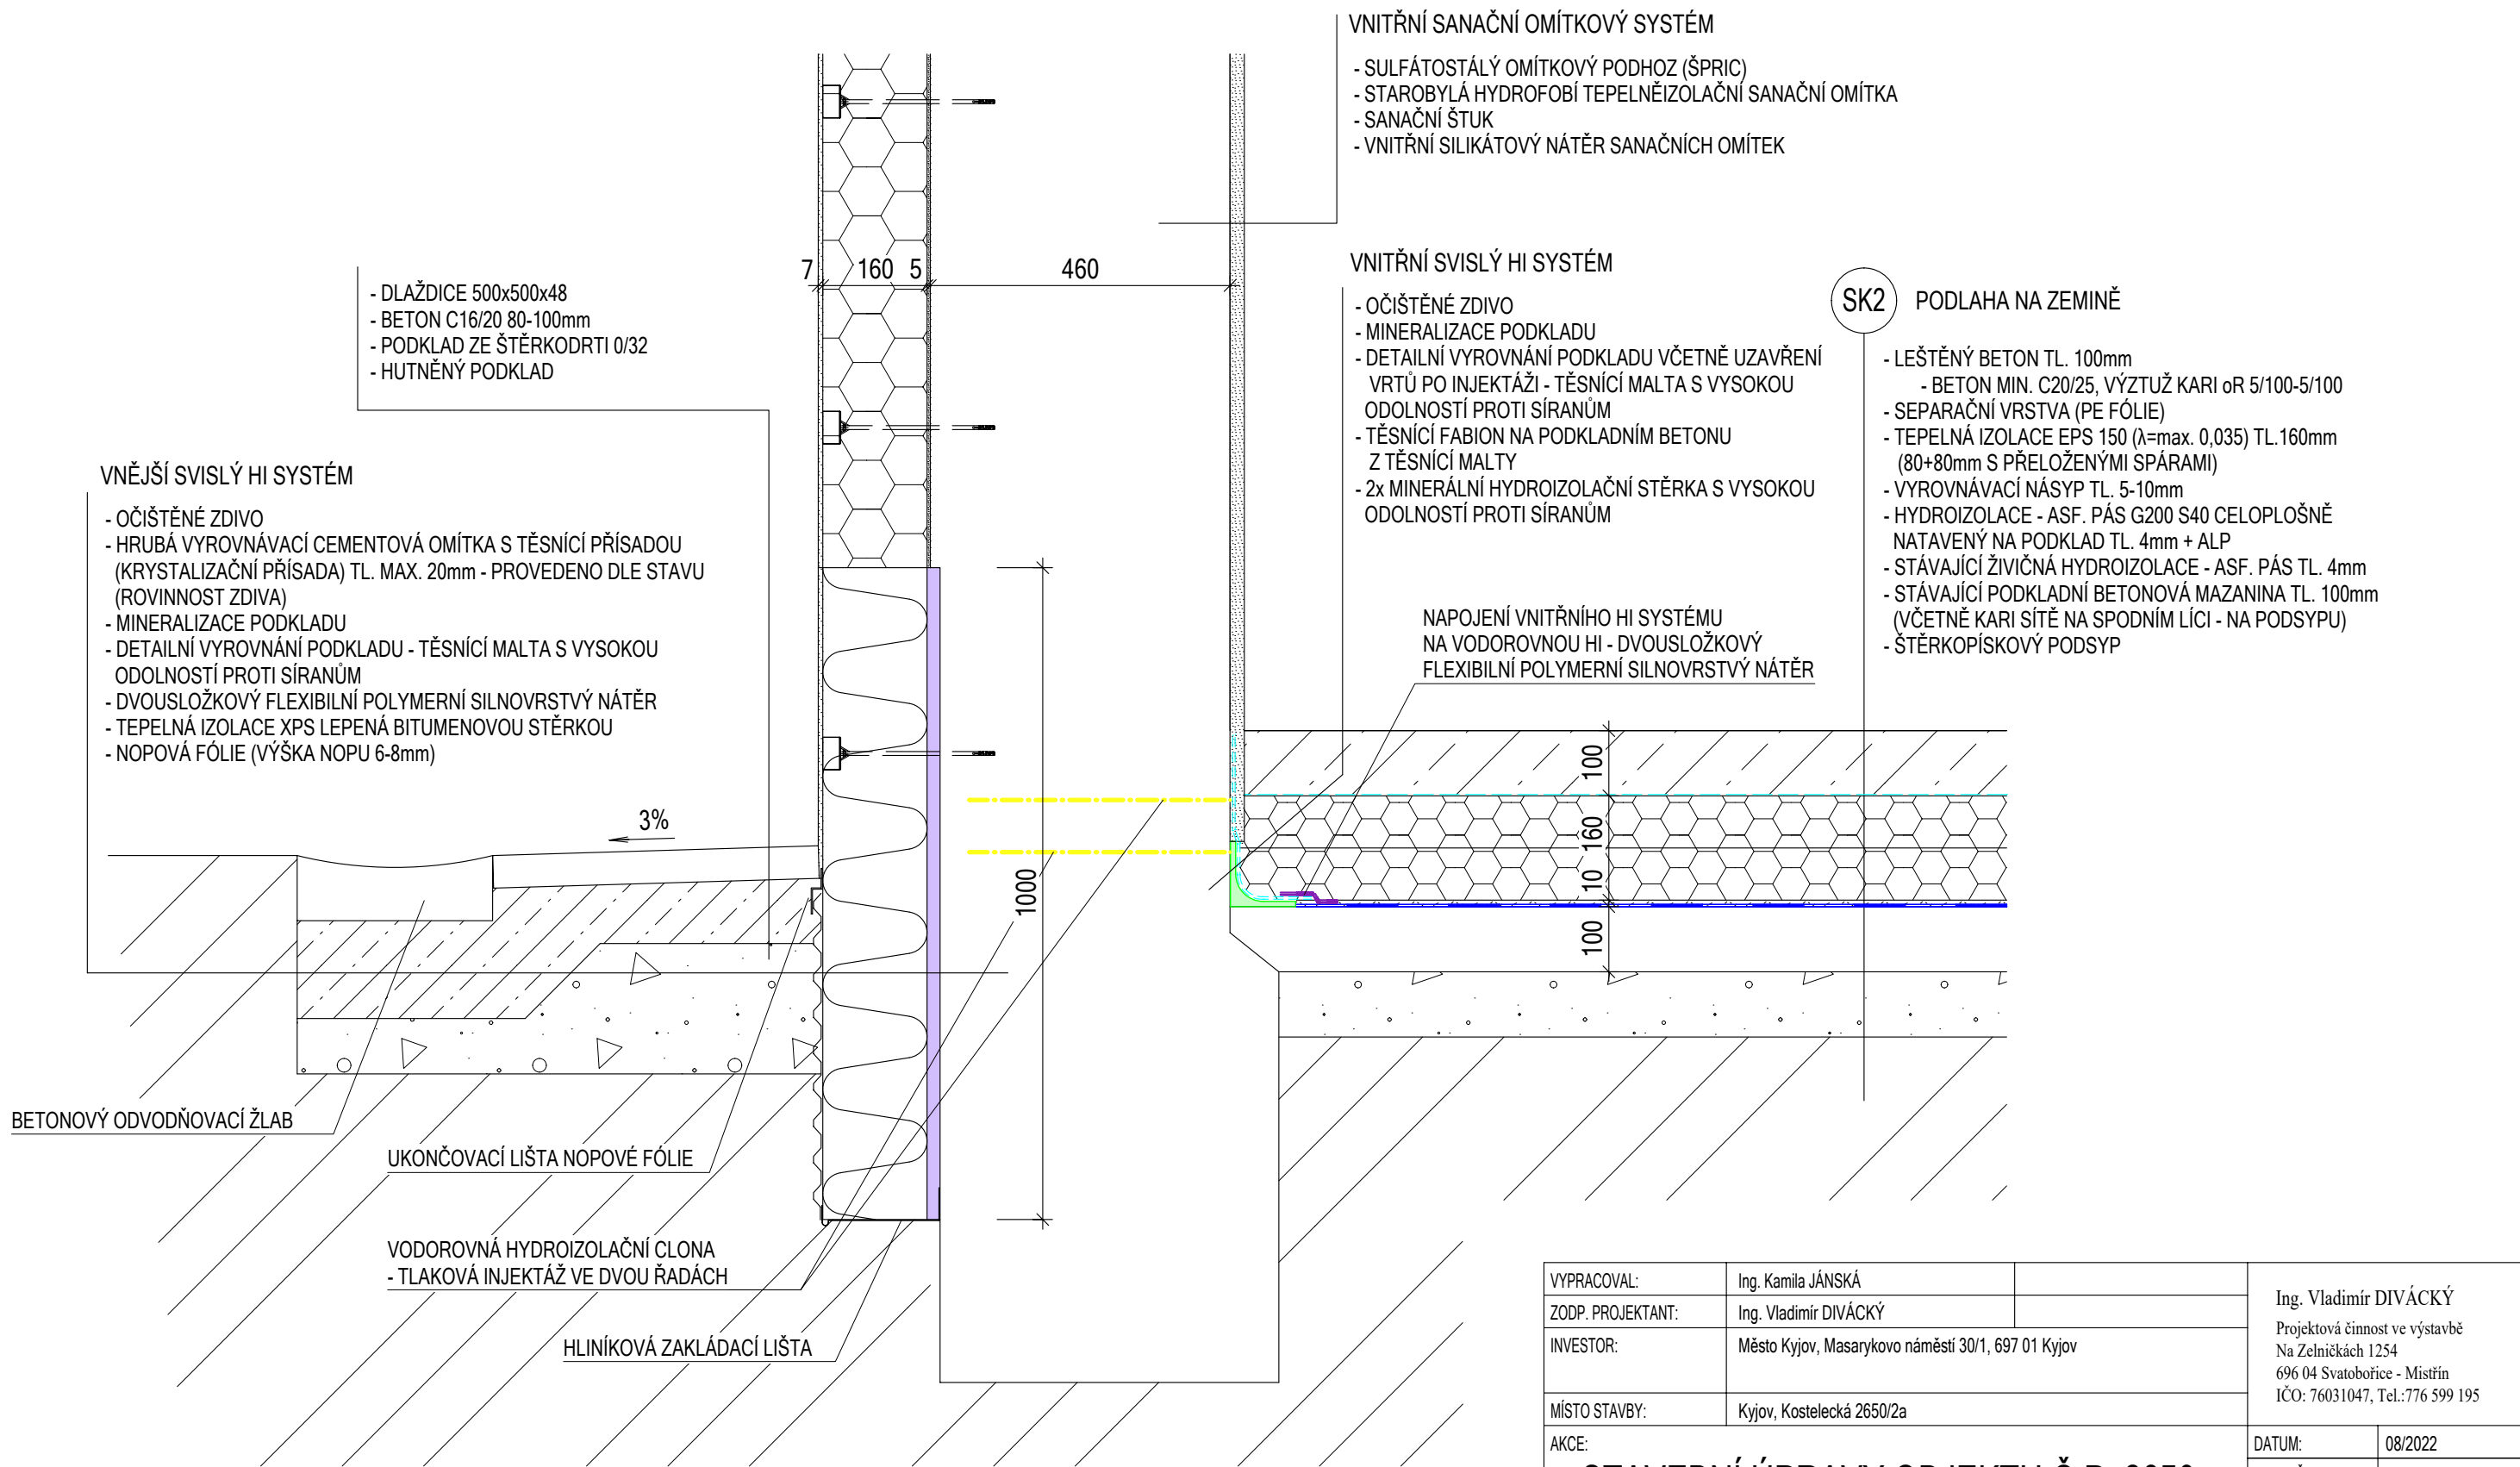 VNITŘNÍ SANAČNÍ OMÍTKOVÝ SYSTÉM
- SULFÁTOSTÁLÝ OMÍTKOVÝ PODHOZ (ŠPRIC)
- STAROBYLÁ HYDROFOBÍ TEPELNĚIZOLAČNÍ SANAČNÍ OMÍTKA
- SANAČNÍ ŠTUK
- VNITŘNÍ SILIKÁTOVÝ NÁTĚR SANAČNÍCH OMÍTEK
7 160 5 460
- DLAŽDICE 500x500x48
- BETON C16/20 80-100mm
- PODKLAD ZE ŠTĚRKODRTI 0/32
- HUTNĚNÝ PODKLAD
VNITŘNÍ SVISLÝ HI SYSTÉM
- OČIŠTĚNÉ ZDIVO
- MINERALIZACE PODKLADU
- DETAILNÍ VYROVNÁNÍ PODKLADU VČETNĚ UZAVŘENÍ
VRTŮ PO INJEKTÁŽI - TĚSNÍCÍ MALTA S VYSOKOU
ODOLNOSTÍ PROTI SÍRANŮM
- TĚSNÍCÍ FABION NA PODKLADNÍM BETONU
Z TĚSNÍCÍ MALTY
- 2x MINERÁLNÍ HYDROIZOLAČNÍ STĚRKA S VYSOKOU
ODOLNOSTÍ PROTI SÍRANŮM
SK2 PODLAHA NA ZEMINĚ
- LEŠTĚNÝ BETON TL. 100mm
- BETON MIN. C20/25, VÝZTUŽ KARI oR 5/100-5/100
- SEPARAČNÍ VRSTVA (PE FÓLIE)
- TEPELNÁ IZOLACE EPS 150 (λ=max. 0,035) TL.160mm
(80+80mm S PŘELOŽENÝMI SPÁRAMI)
- VYROVNÁVACÍ NÁSYP TL. 5-10mm
- HYDROIZOLACE - ASF. PÁS G200 S40 CELOPLOŠNĚ
NATAVENÝ NA PODKLAD TL. 4mm + ALP
- STÁVAJÍCÍ ŽIVIČNÁ HYDROIZOLACE - ASF. PÁS TL. 4mm
- STÁVAJÍCÍ PODKLADNÍ BETONOVÁ MAZANINA TL. 100mm
(VČETNĚ KARI SÍTĚ NA SPODNÍM LÍCI - NA PODSYPU)
- ŠTĚRKOPÍSKOVÝ PODSYP
VNĚJŠÍ SVISLÝ HI SYSTÉM
- OČIŠTĚNÉ ZDIVO
- HRUBÁ VYROVNÁVACÍ CEMENTOVÁ OMÍTKA S TĚSNÍCÍ PŘÍSADOU
(KRYSTALIZAČNÍ PŘÍSADA) TL. MAX. 20mm - PROVEDENO DLE STAVU
(ROVINNOST ZDIVA)
- MINERALIZACE PODKLADU
- DETAILNÍ VYROVNÁNÍ PODKLADU - TĚSNÍCÍ MALTA S VYSOKOU
ODOLNOSTÍ PROTI SÍRANŮM
- DVOUSLOŽKOVÝ FLEXIBILNÍ POLYMERNÍ SILNOVRSTVÝ NÁTĚR
- TEPELNÁ IZOLACE XPS LEPENÁ BITUMENOVOU STĚRKOU
- NOPOVÁ FÓLIE (VÝŠKA NOPU 6-8mm)
NAPOJENÍ VNITŘNÍHO HI SYSTÉMU
NA VODOROVNOU HI - DVOUSLOŽKOVÝ
FLEXIBILNÍ POLYMERNÍ SILNOVRSTVÝ NÁTĚR
3%
1000
100
160
10
100
BETONOVÝ ODVODŇOVACÍ ŽLAB
UKONČOVACÍ LIŠTA NOPOVÉ FÓLIE
VODOROVNÁ HYDROIZOLAČNÍ CLONA
- TLAKOVÁ INJEKTÁŽ VE DVOU ŘADÁCH
HLINÍKOVÁ ZAKLÁDACÍ LIŠTA
VYPRACOVAL: Ing. Kamila JÁNSKÁ
ZODP. PROJEKTANT: Ing. Vladimír DIVÁCKÝ
INVESTOR: Město Kyjov, Masarykovo náměstí 30/1, 697 01 Kyjov
MÍSTO STAVBY: Kyjov, Kostelecká 2650/2a
Ing. Vladimír DIVÁCKÝ
Projektová činnost ve výstavbě
Na Zelničkách 1254
696 04 Svatobořice - Mistřín
IČO: 76031047, Tel.:776 599 195
AKCE:
DATUM: 08/2022
STAVEBNÍ ÚPRAVY OBJEKTU Č.P. 2650